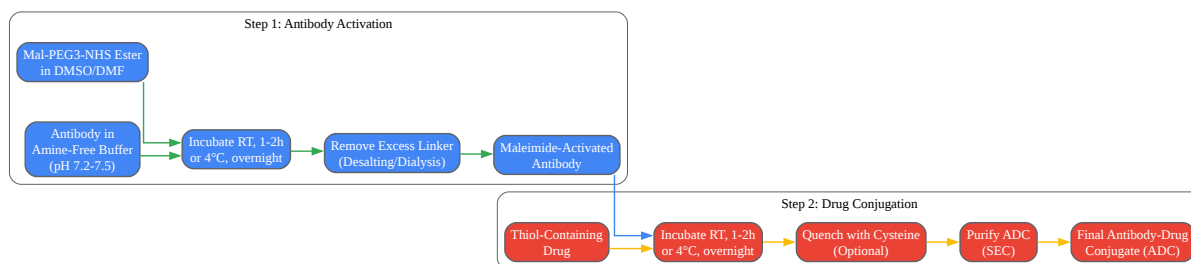 Step 1: Antibody Activation
Mal-PEG3-NHS Ester
in DMSO/DMF
Antibody in
Amine-Free Buffer
(pH 7.2-7.5)
Incubate RT, 1-2h
or 4°C, overnight
Remove Excess Linker
(Desalting/Dialysis)
Maleimide-Activated
Antibody
Step 2: Drug Conjugation
Thiol-Containing
Drug
Incubate RT, 1-2h
or 4°C, overnight
Quench with Cysteine
(Optional)
Purify ADC
(SEC)
Final Antibody-Drug
Conjugate (ADC)